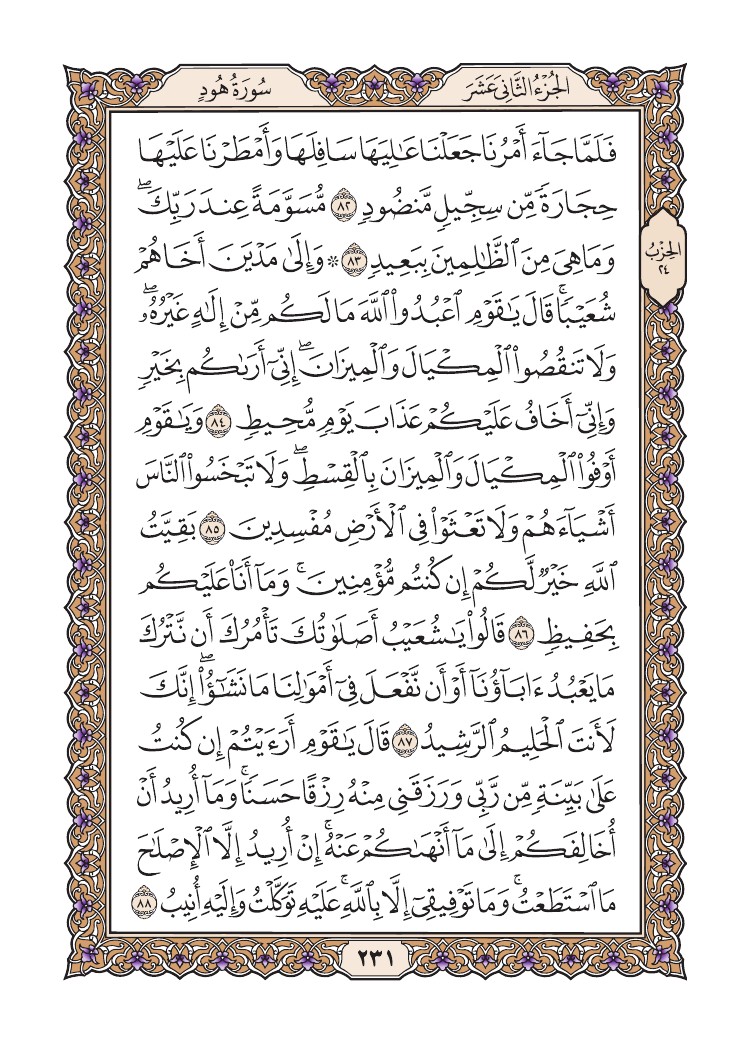 الجُزْءُ الثَّانِي عَشَرَ
سُورَةُ هُودٍ
فَلَمَّا جَآءَ أَمْرُنَا جَعَلْنَا عَٰلِيَهَا سَافِلَهَا وَأَمْطَرْنَا عَلَيْهَا
حِجَارَةً مِّن سِجِّيلٍ مَّنضُودٍ ٨٢ مُّسَوَّمَةً عِندَ رَبِّكَۖ
وَمَا هِيَ مِنَ ٱلظَّٰلِمِينَ بِبَعِيدٍ ٨٣ ۞ وَإِلَىٰ مَدْيَنَ أَخَاهُمْ
الحِزْبُ
٢٤
شُعَيْبًاۚ قَالَ يَٰقَوْمِ ٱعْبُدُوا۟ ٱللَّهَ مَا لَكُم مِّنْ إِلَٰهٍ غَيْرُهُۥۖ
وَلَا تَنقُصُوا۟ ٱلْمِكْيَالَ وَٱلْمِيزَانَۖ إِنِّيٓ أَرَىٰكُم بِخَيْرٍ
وَإِنِّيٓ أَخَافُ عَلَيْكُمْ عَذَابَ يَوْمٍ مُّحِيطٍ ٨٤ وَيَٰقَوْمِ
أَوْفُوا۟ ٱلْمِكْيَالَ وَٱلْمِيزَانَ بِٱلْقِسْطِۖ وَلَا تَبْخَسُوا۟ ٱلنَّاسَ
أَشْيَآءَهُمْ وَلَا تَعْثَوْا۟ فِي ٱلْأَرْضِ مُفْسِدِينَ ٨٥ بَقِيَّتُ
ٱللَّهِ خَيْرٌ لَّكُمْ إِن كُنتُم مُّؤْمِنِينَۚ وَمَآ أَنَا۠ عَلَيْكُم
بِحَفِيظٍ ٨٦ قَالُوا۟ يَٰشُعَيْبُ أَصَلَوٰتُكَ تَأْمُرُكَ أَن نَّتْرُكَ
مَا يَعْبُدُ ءَابَآؤُنَآ أَوْ أَن نَّفْعَلَ فِيٓ أَمْوَٰلِنَا مَا نَشَٰٓؤُا۟ۖ إِنَّكَ
لَأَنتَ ٱلْحَلِيمُ ٱلرَّشِيدُ ٨٧ قَالَ يَٰقَوْمِ أَرَءَيْتُمْ إِن كُنتُ
عَلَىٰ بَيِّنَةٍ مِّن رَّبِّي وَرَزَقَنِي مِنْهُ رِزْقًا حَسَنًاۚ وَمَآ أُرِيدُ أَنْ
أُخَالِفَكُمْ إِلَىٰ مَآ أَنْهَىٰكُمْ عَنْهُۚ إِنْ أُرِيدُ إِلَّا ٱلْإِصْلَٰحَ
مَا ٱسْتَطَعْتُۚ وَمَا تَوْفِيقِيٓ إِلَّا بِٱللَّهِۚ عَلَيْهِ تَوَكَّلْتُ وَإِلَيْهِ أُنِيبُ ٨٨
٢٣١